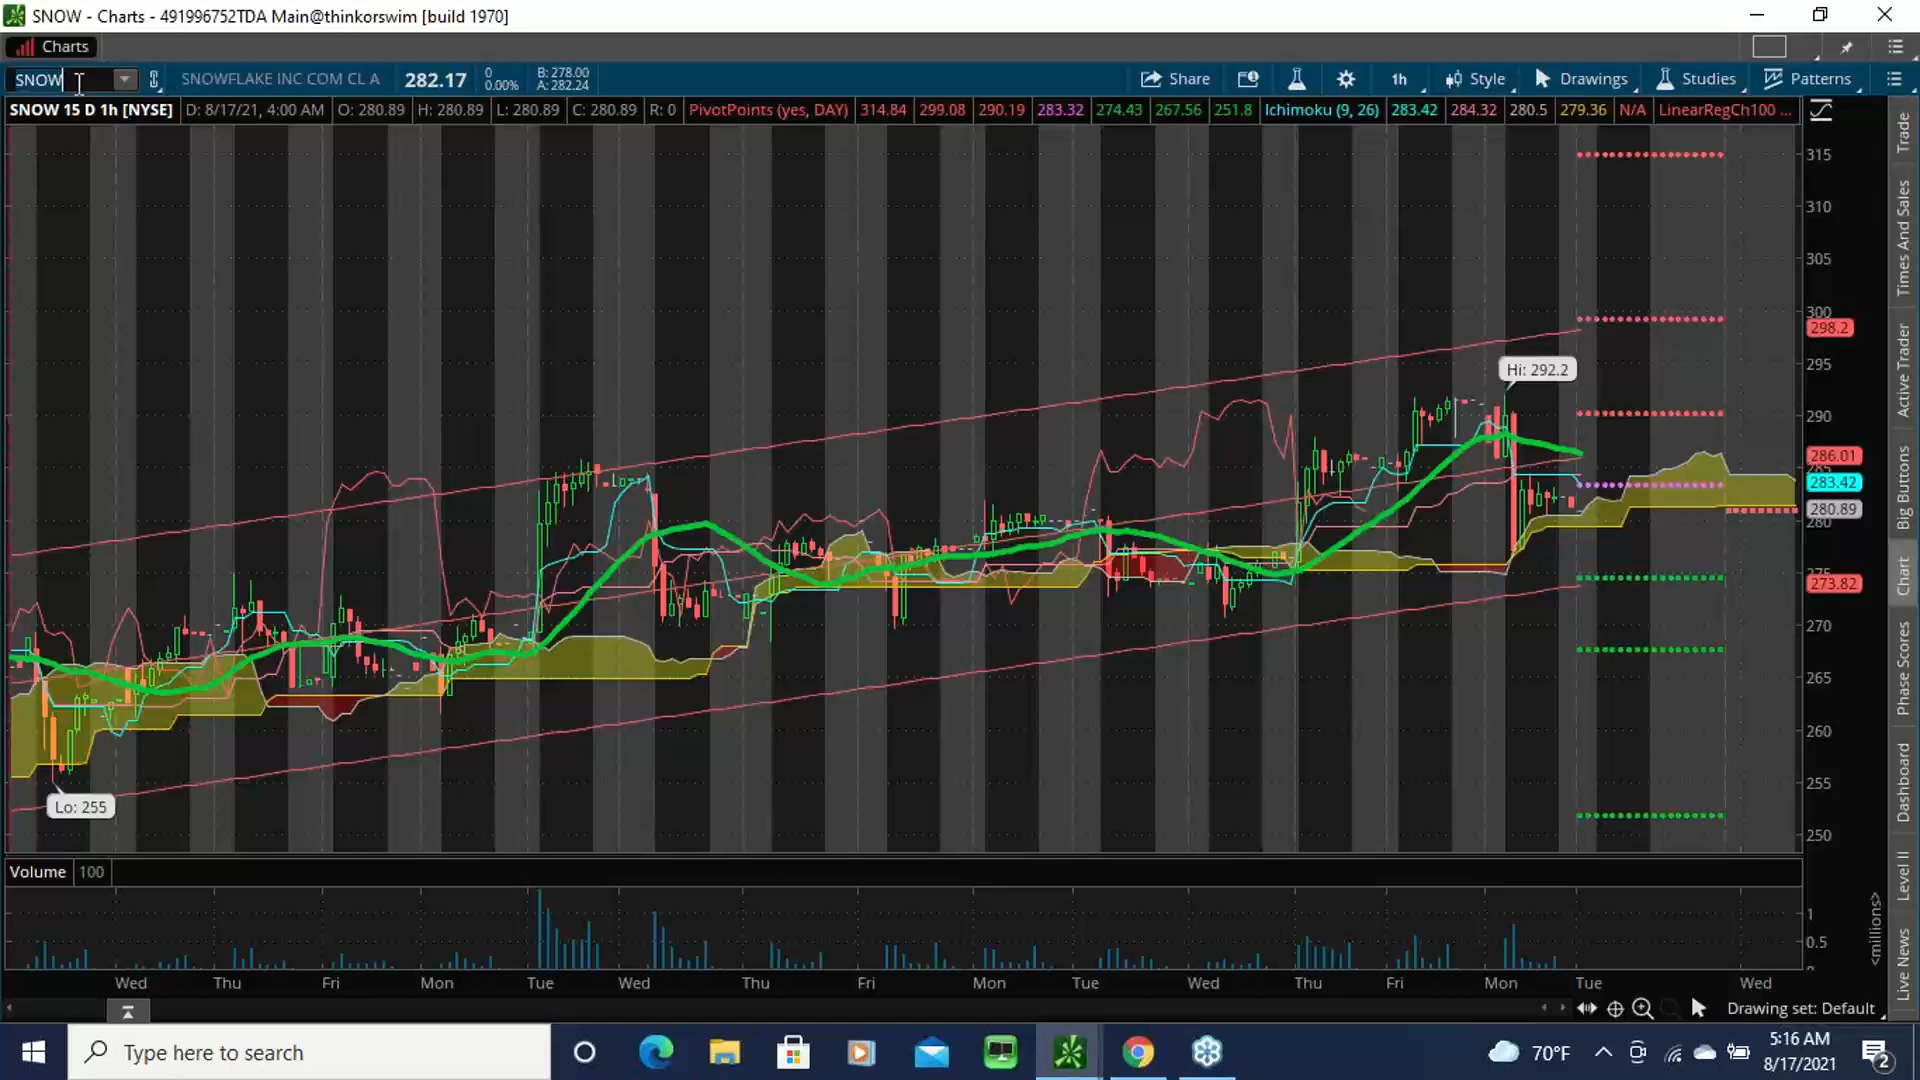 SNOW - Charts - 491996752TDA Main@thinkorswim [build 1970]
Charts
SNOW SNOWFLAKE INC COM CL A 282.17 0 0.00% B: 278.00 A: 282.24 Share 1h Style Drawings Studies Patterns
SNOW 15 D 1h [NYSE] D: 8/17/21, 4:00 AM O: 280.89 H: 280.89 L: 280.89 C: 280.89 R: 0 PivotPoints (yes, DAY) 314.84 299.08 290.19 283.32 274.43 267.56 251.8 Ichimoku (9, 26) 283.42 284.32 280.5 279.36 N/A LinearRegCh100 ...
315
310
305
300
298.2
295
Hi: 292.2
290
286.01
285
283.42
280.89
280
275
273.82
270
265
260
255
Lo: 255
250
Trade
Times And Sales
Active Trader
Big Buttons
Chart
Phase Scores
Dashboard
Level II
Live News
Volume 100
1
0.5
<millions>
Wed Thu Fri Mon Tue Wed Thu Fri Mon Tue Wed Thu Fri Mon Tue Wed
Drawing set: Default
Type here to search
70°F
5:16 AM
8/17/2021
2